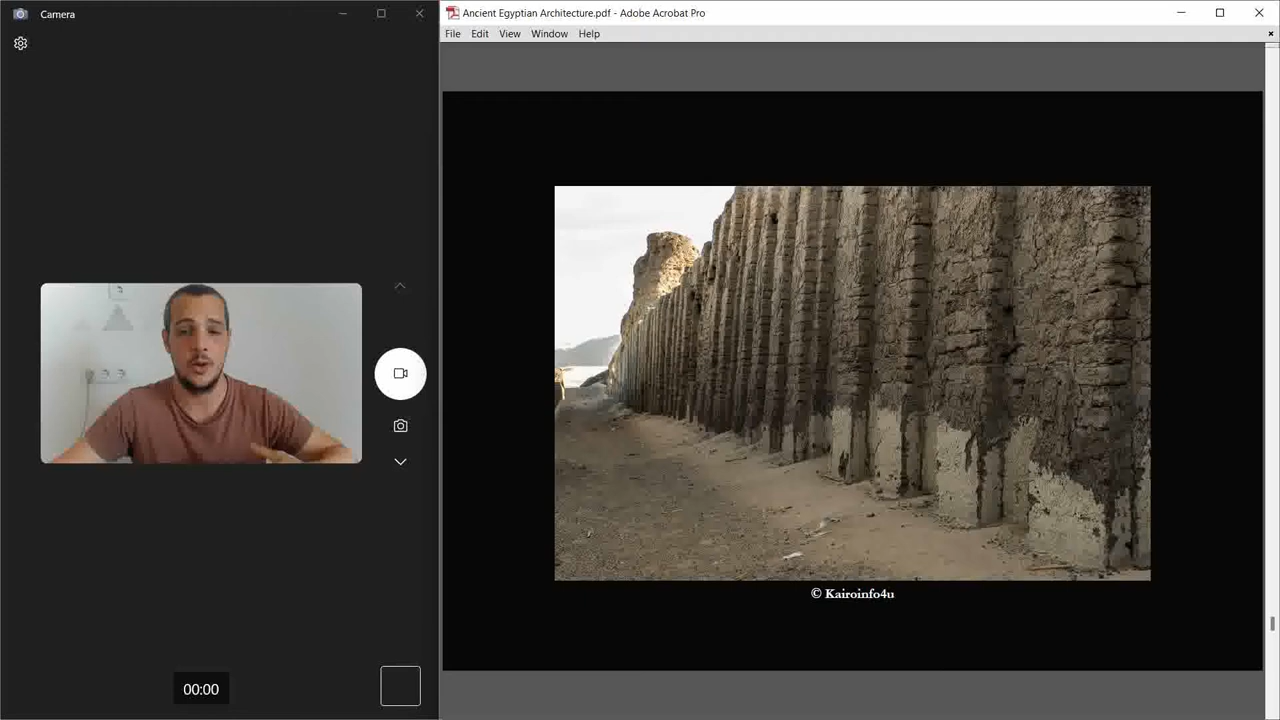 Camera
Ancient Egyptian Architecture.pdf - Adobe Acrobat Pro
File Edit View Window Help
© Kairoinfo4u
00:00